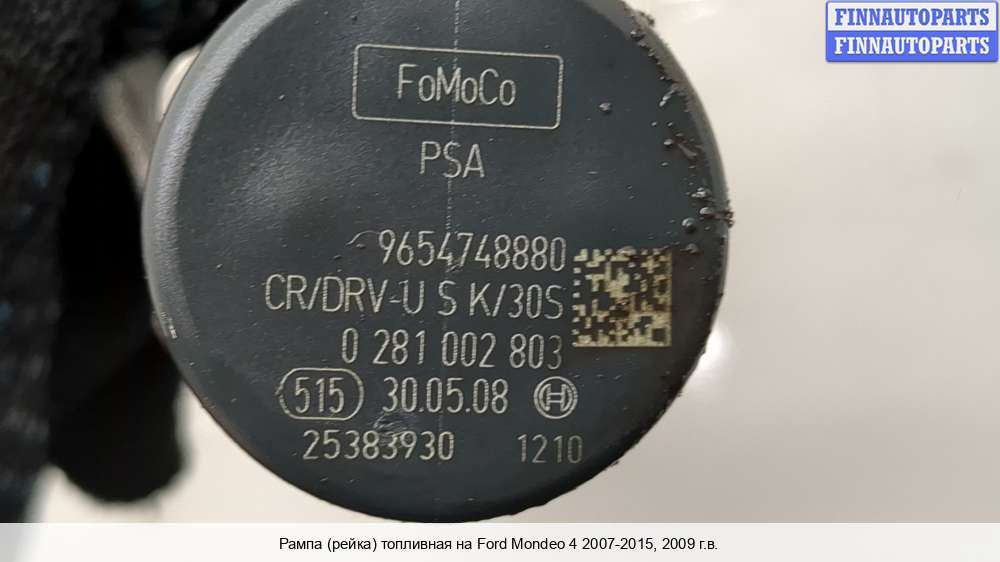 FINNAUTOPARTS
FINNAUTOPARTS
FoMoCo
PSA
9654748880
CR/DRV-U S K/30S
0 281 002 803
515 30.05.08
25383930 1210
Рампа (рейка) топливная на Ford Mondeo 4 2007-2015, 2009 г.в.